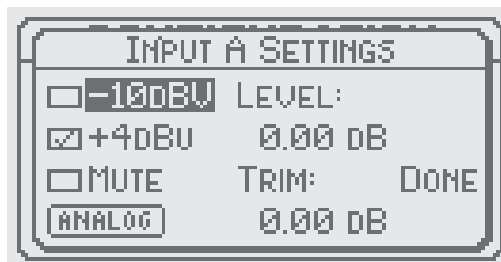 INPUT A SETTINGS
-10DBV LEVEL:
+4DBU 0.00 DB
MUTE TRIM: DONE
ANALOG 0.00 DB